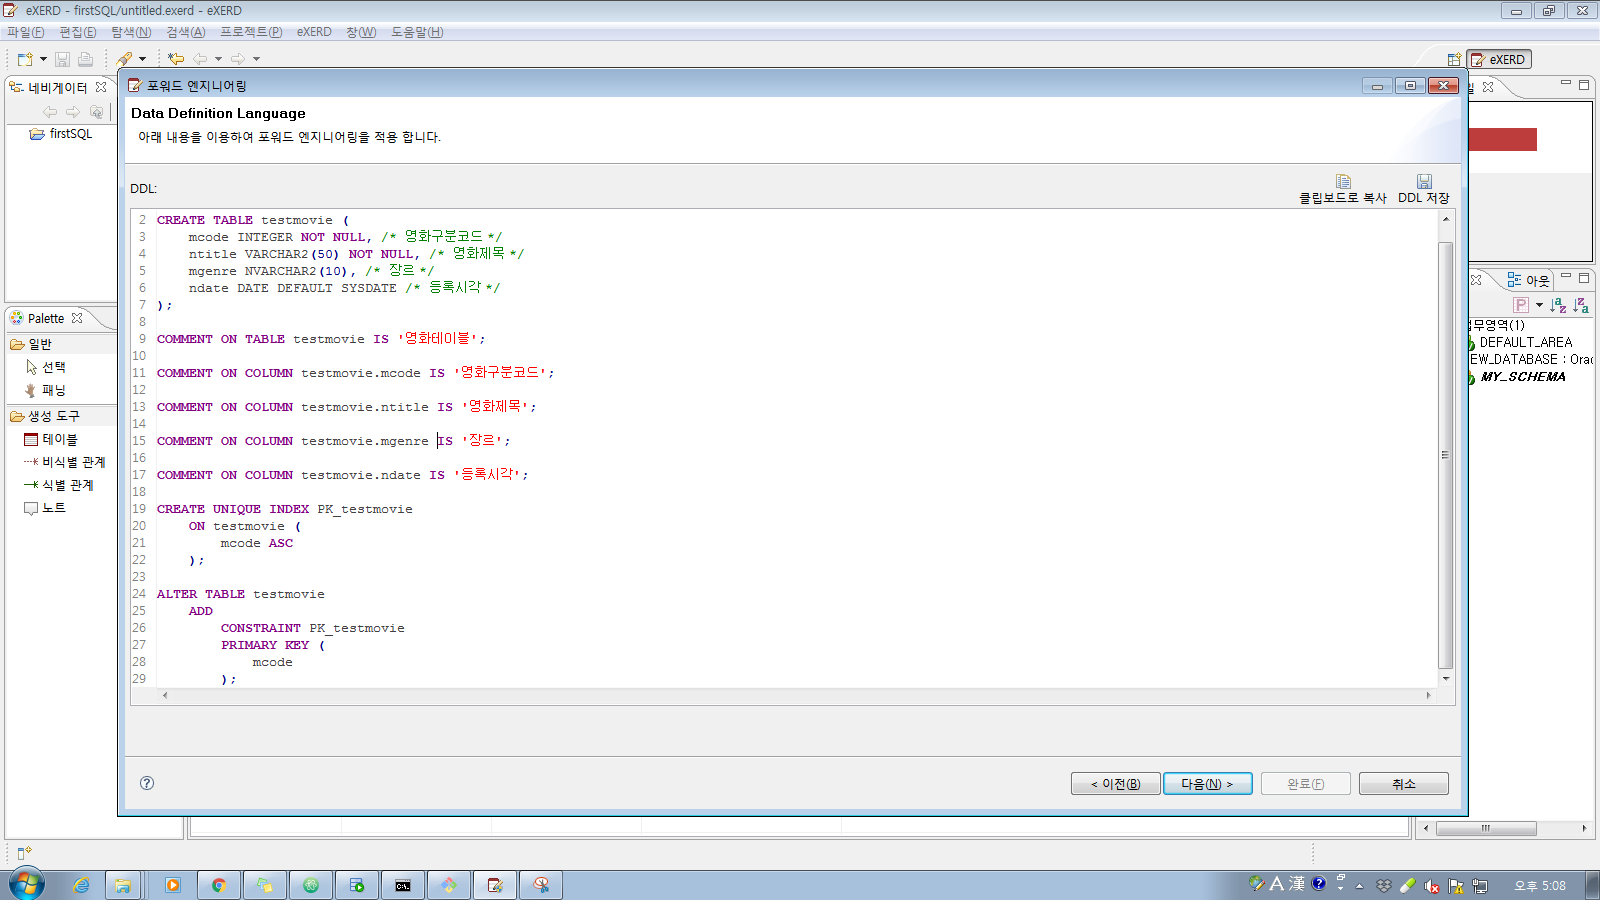 eXERD - firstSQL/untitled.exerd - eXERD
파일(F) 편집(E) 탐색(N) 검색(A) 프로젝트(P) eXERD 창(W) 도움말(H)
eXERD
네비게이터
firstSQL
포워드 엔지니어링
Data Definition Language
아래 내용을 이용하여 포워드 엔지니어링을 적용 합니다.
DDL:
클립보드로 복사 DDL 저장
2 CREATE TABLE testmovie (
3 mcode INTEGER NOT NULL, /* 영화구분코드 */
4 ntitle VARCHAR2(50) NOT NULL, /* 영화제목 */
5 mgenre NVARCHAR2(10), /* 장르 */
6 ndate DATE DEFAULT SYSDATE /* 등록시각 */
7 );
8
9 COMMENT ON TABLE testmovie IS '영화테이블';
10
11 COMMENT ON COLUMN testmovie.mcode IS '영화구분코드';
12
13 COMMENT ON COLUMN testmovie.ntitle IS '영화제목';
14
15 COMMENT ON COLUMN testmovie.mgenre IS '장르';
16
17 COMMENT ON COLUMN testmovie.ndate IS '등록시각';
18
19 CREATE UNIQUE INDEX PK_testmovie
20 ON testmovie (
21 mcode ASC
22 );
23
24 ALTER TABLE testmovie
25 ADD
26 CONSTRAINT PK_testmovie
27 PRIMARY KEY (
28 mcode
29 );
< 이전(B) 다음(N) > 완료(F) 취소
Palette
일반
선택
패닝
생성 도구
테이블
비식별 관계
식별 관계
노트
아웃
무영역(1)
DEFAULT_AREA
EW_DATABASE : Orac
MY_SCHEMA
A 漢
오후 5:08